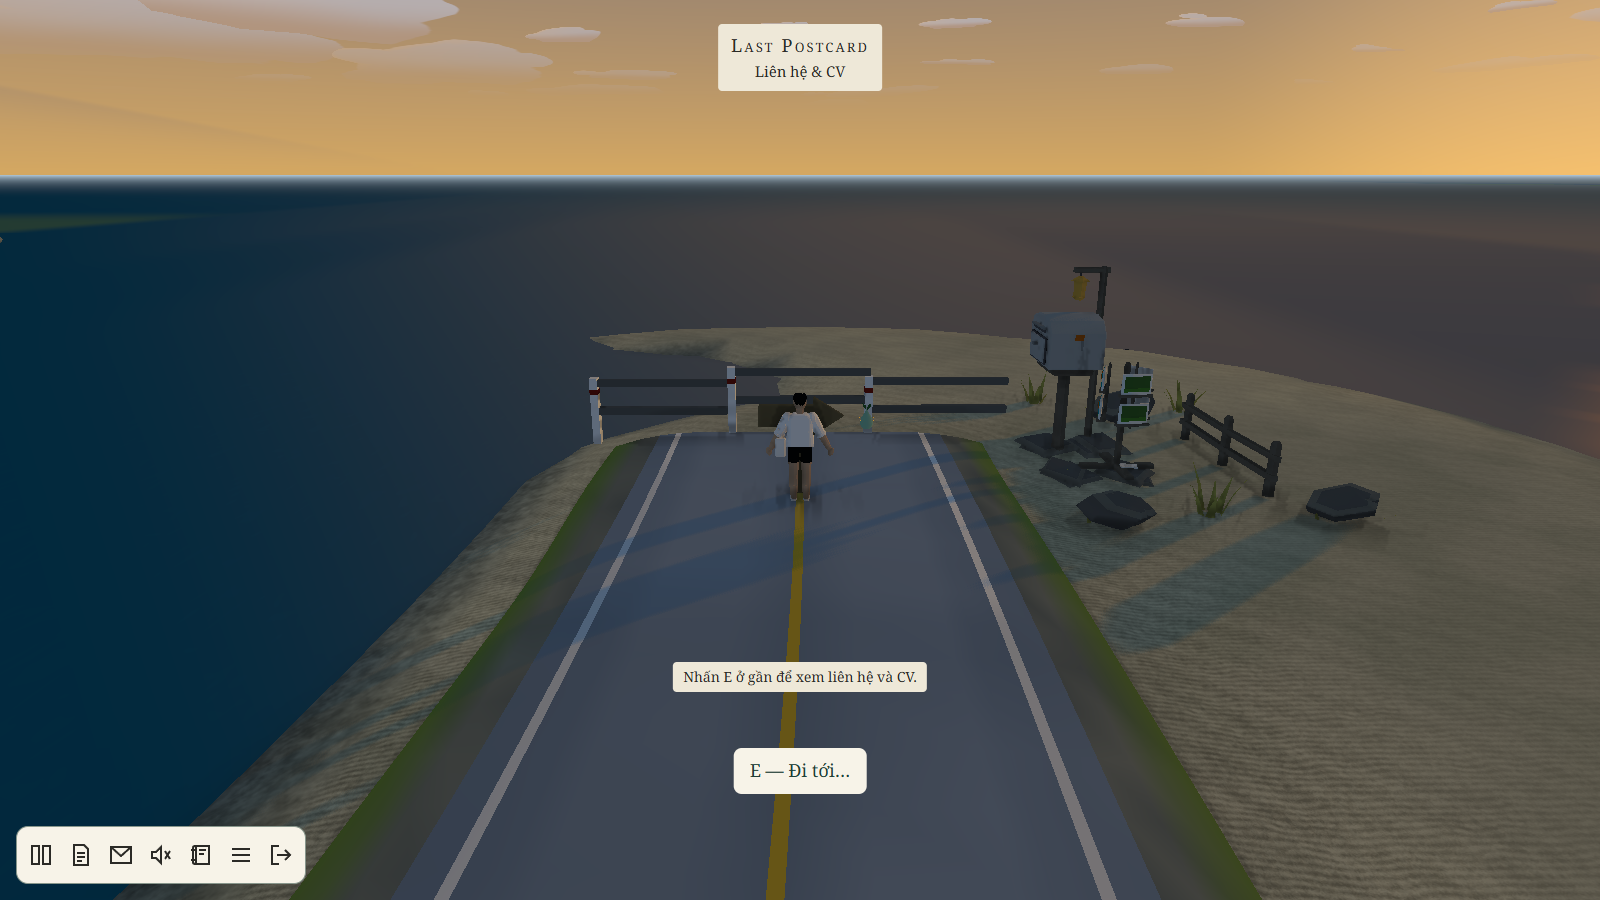 Last Postcard
Liên hệ & CV
Nhấn E ở gần để xem liên hệ và CV.
E — Đi tới...